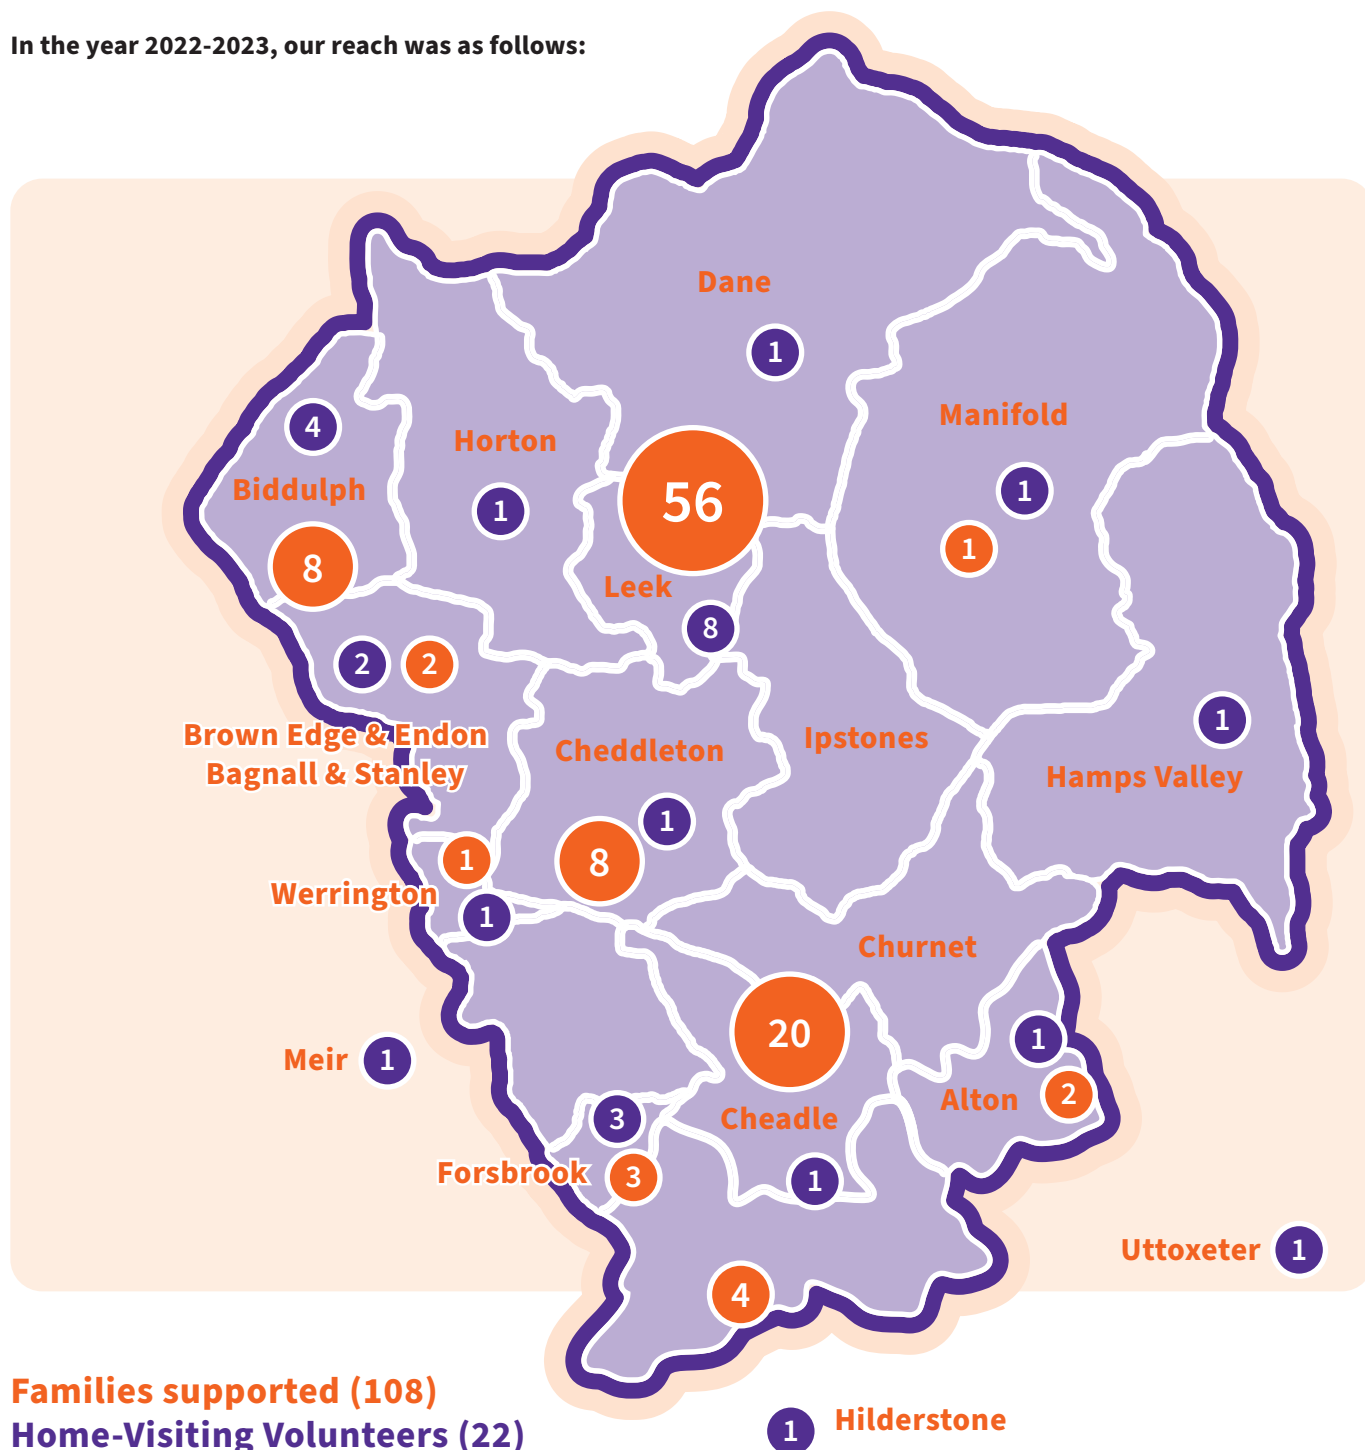 In the year 2022-2023, our reach was as follows:
Dane
1
Manifold
1
1
4
Biddulph
8
Horton
1
56
Leek
8
2
2
Brown Edge & Endon
Bagnall & Stanley
Cheddleton
1
8
Ipstones
1
Hamps Valley
1
Werrington
1
Churnet
20
Cheadle
1
1
Alton
2
Meir
1
3
Forsbrook
3
Uttoxeter
1
4
Families supported (108)
Home-Visiting Volunteers (22)
1
Hilderstone